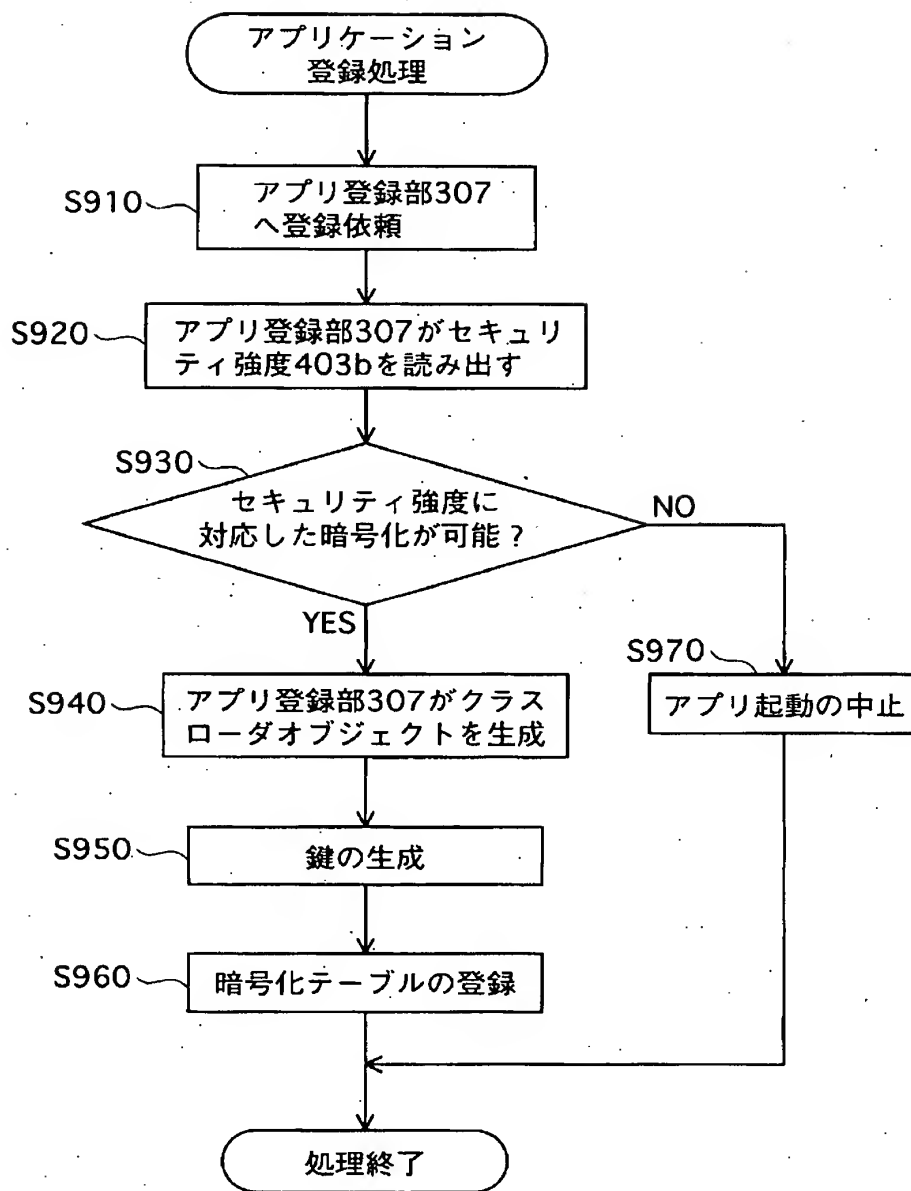 アプリケーション
登録処理
S910
アプリ登録部307
へ登録依頼
S920
アプリ登録部307がセキュリ
ティ強度403bを読み出す
S930
セキュリティ強度に
対応した暗号化が可能?
NO
YES
S940
アプリ登録部307がクラス
ローダオブジェクトを生成
S970
アプリ起動の中止
S950
鍵の生成
S960
暗号化テーブルの登録
処理終了